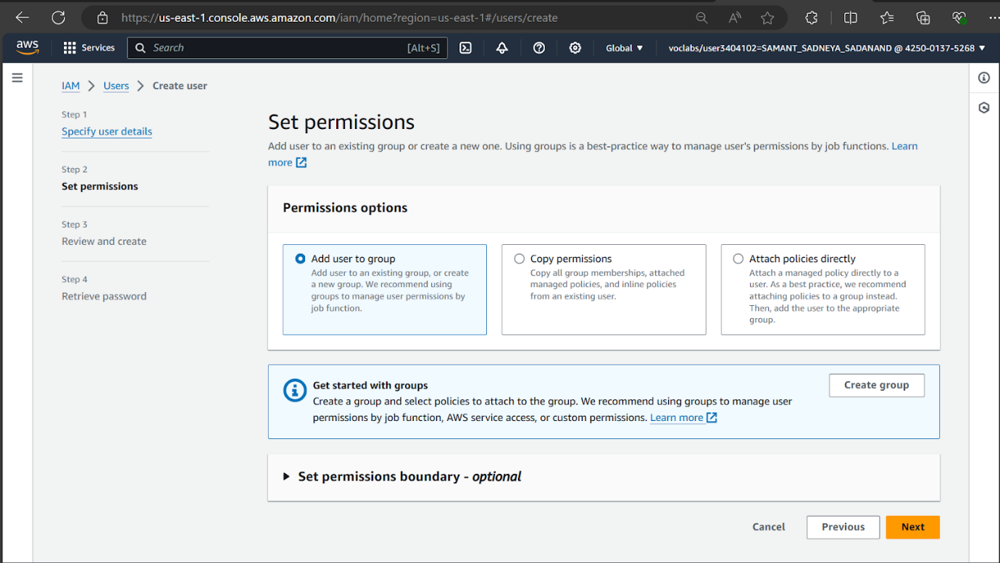 https://us-east-1.console.aws.amazon.com/iam/home?region=us-east-1#/users/create
aws
Services
Search
[Alt+S]
Global
voclabs/user3404102=SAMANT_SADNEYA_SADANAND @ 4250-0137-5268
IAM
Users
Create user
Step 1
Specify user details
Step 2
Set permissions
Step 3
Review and create
Step 4
Retrieve password
Set permissions
Add user to an existing group or create a new one. Using groups is a best-practice way to manage user's permissions by job functions. Learn
more
Permissions options
Add user to group
Add user to an existing group, or create
a new group. We recommend using
groups to manage user permissions by
job function.
Copy permissions
Copy all group memberships, attached
managed policies, and inline policies
from an existing user.
Attach policies directly
Attach a managed policy directly to a
user. As a best practice, we recommend
attaching policies to a group instead.
Then, add the user to the appropriate
group.
Get started with groups
Create a group and select policies to attach to the group. We recommend using groups to manage user
permissions by job function, AWS service access, or custom permissions. Learn more
Create group
Set permissions boundary - optional
Cancel
Previous
Next